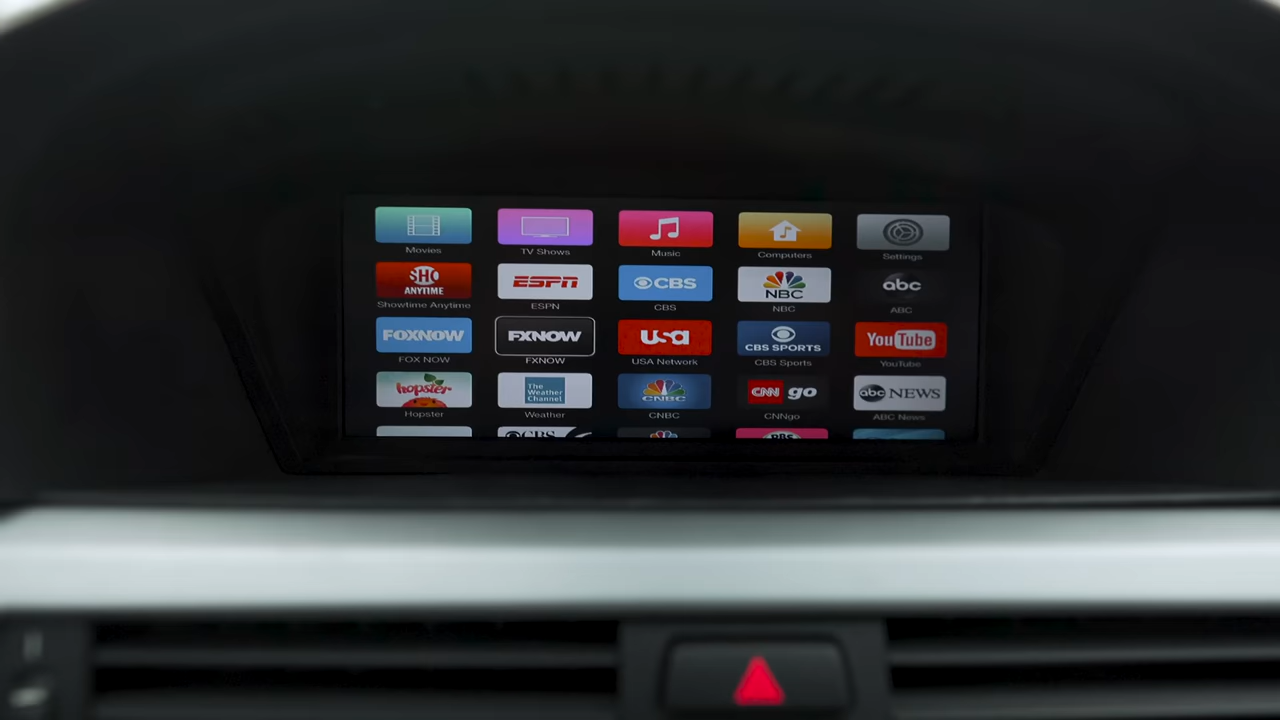 Movies
TV Shows
Music
Computers
Settings
SHO
ANYTIME
ESPN
CBS
NBC
abc
Showtime Anytime
ESPN
CBS
NBC
ABC
FOXNOW
FXNOW
usa
CBS SPORTS
YouTube
FOX NOW
FXNOW
USA Network
CBS Sports
YouTube
hopster
The
Weather
Channel
CNBC
CNN go
abc NEWS
Hopster
Weather
CNBC
CNNgo
ABC News
CBS
PBS